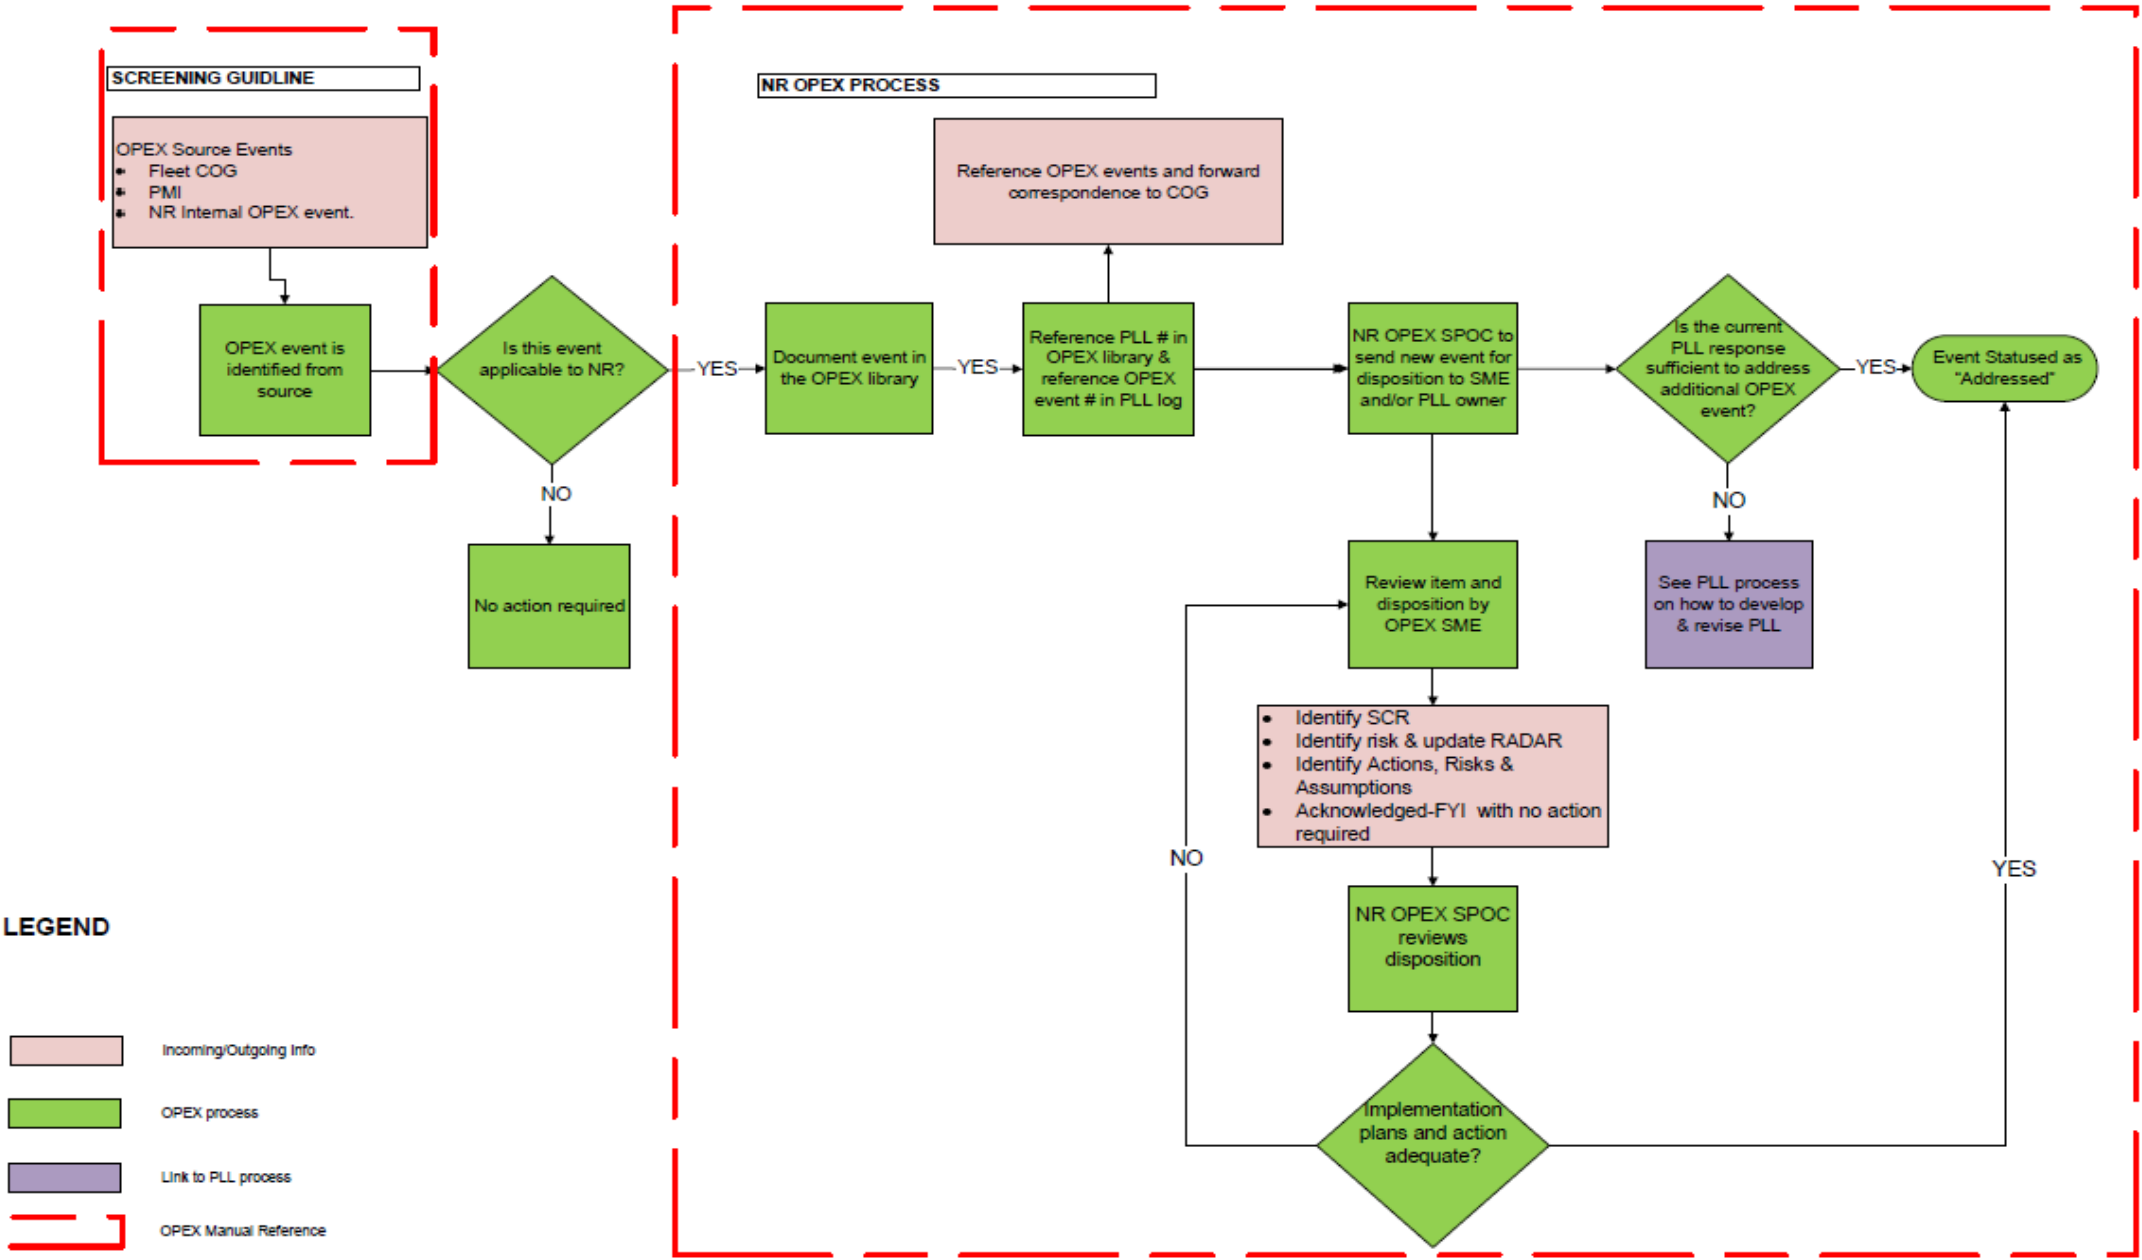 SCREENING GUIDLINE
OPEX Source Events
• Fleet COG
• PMI
• NR Internal OPEX event.
OPEX event is
identified from
source
Is this event
applicable to NR?
NO
No action required
YES
NR OPEX PROCESS
Document event in
the OPEX library
YES
Reference PLL # in
OPEX library &
reference OPEX
event # in PLL log
Reference OPEX events and forward
correspondence to COG
NR OPEX SPOC to
send new event for
disposition to SME
and/or PLL owner
Is the current
PLL response
sufficient to address
additional OPEX
event?
YES
Event Statused as
"Addressed"
NO
See PLL process
on how to develop
& revise PLL
Review item and
disposition by
OPEX SME
• Identify SCR
• Identify risk & update RADAR
• Identify Actions, Risks &
Assumptions
• Acknowledged-FYI with no action
required
NR OPEX SPOC
reviews
disposition
Implementation
plans and action
adequate?
NO
YES
LEGEND
Incoming/Outgoing Info
OPEX process
Link to PLL process
OPEX Manual Reference